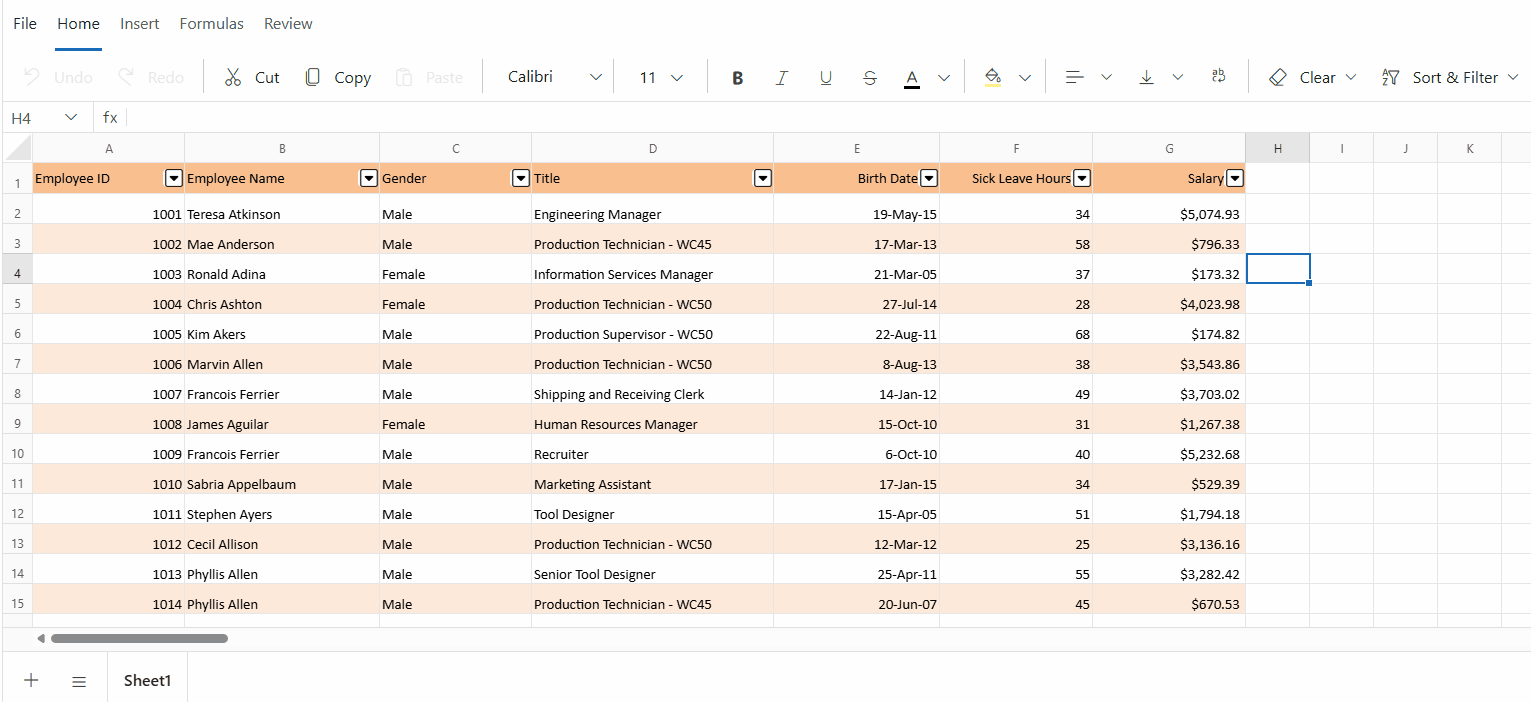 File Home Insert Formulas Review
Undo Redo Cut Copy Paste Calibri 11 B I U S A ab Clear AZ Sort & Filter
H4 fx
A B C D E F G H I J K
1 Employee ID Employee Name Gender Title Birth Date Sick Leave Hours Salary
2 1001 Teresa Atkinson Male Engineering Manager 19-May-15 34 $5,074.93
3 1002 Mae Anderson Male Production Technician - WC45 17-Mar-13 58 $796.33
4 1003 Ronald Adina Female Information Services Manager 21-Mar-05 37 $173.32
5 1004 Chris Ashton Female Production Technician - WC50 27-Jul-14 28 $4,023.98
6 1005 Kim Akers Male Production Supervisor - WC50 22-Aug-11 68 $174.82
7 1006 Marvin Allen Male Production Technician - WC50 8-Aug-13 38 $3,543.86
8 1007 Francois Ferrier Male Shipping and Receiving Clerk 14-Jan-12 49 $3,703.02
9 1008 James Aguilar Female Human Resources Manager 15-Oct-10 31 $1,267.38
10 1009 Francois Ferrier Male Recruiter 6-Oct-10 40 $5,232.68
11 1010 Sabria Appelbaum Male Marketing Assistant 17-Jan-15 34 $529.39
12 1011 Stephen Ayers Male Tool Designer 15-Apr-05 51 $1,794.18
13 1012 Cecil Allison Male Production Technician - WC50 12-Mar-12 25 $3,136.16
14 1013 Phyllis Allen Male Senior Tool Designer 25-Apr-11 55 $3,282.42
15 1014 Phyllis Allen Male Production Technician - WC45 20-Jun-07 45 $670.53
Sheet1